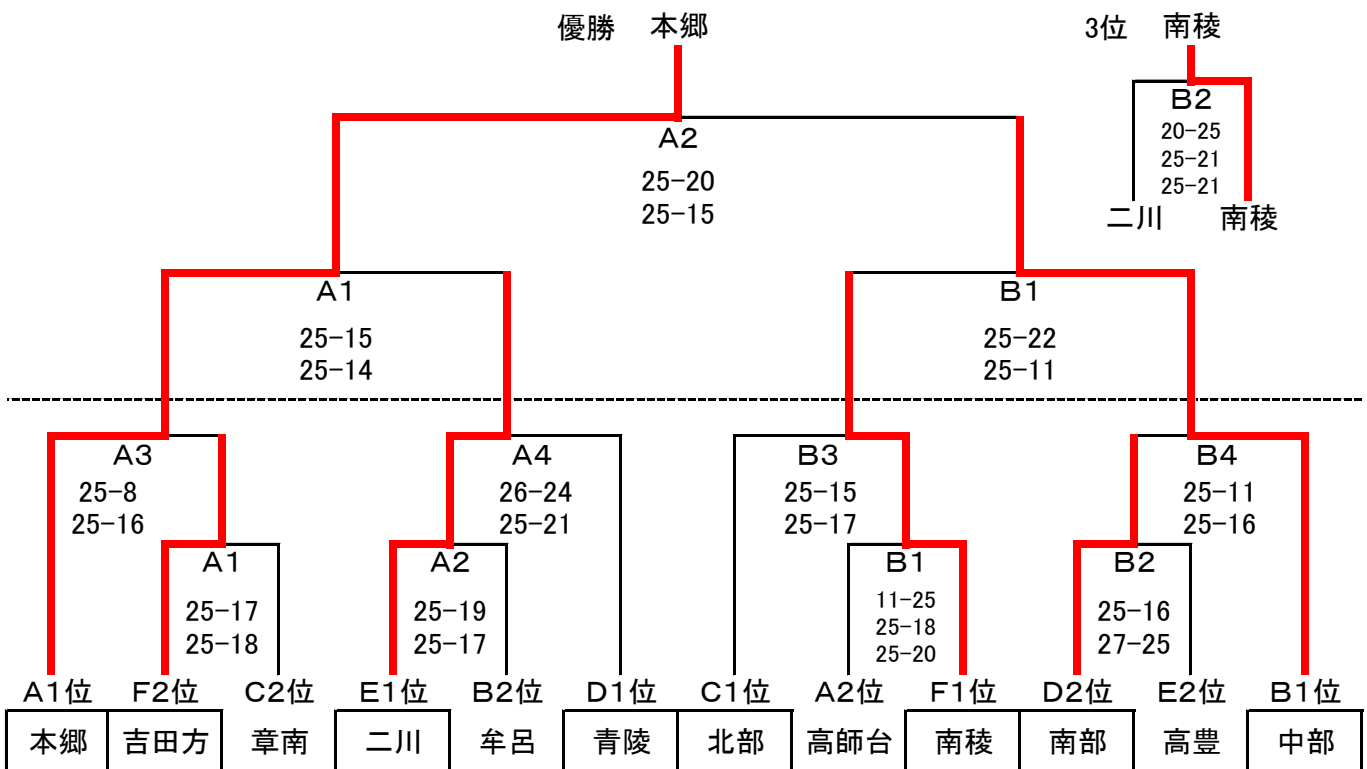 優勝 本郷
3位 南稜
B2
20-25
25-21
25-21
二川 南稜
A2
25-20
25-15
A1
25-15
25-14
B1
25-22
25-11
A3
25-8
25-16
A4
26-24
25-21
B3
25-15
25-17
B4
25-11
25-16
A1
25-17
25-18
A2
25-19
25-17
B1
11-25
25-18
25-20
B2
25-16
27-25
A1位 F2位 C2位 E1位 B2位 D1位 C1位 A2位 F1位 D2位 E2位 B1位
本郷 吉田方 章南 二川 牟呂 青陵 北部 高師台 南稜 南部 高豊 中部